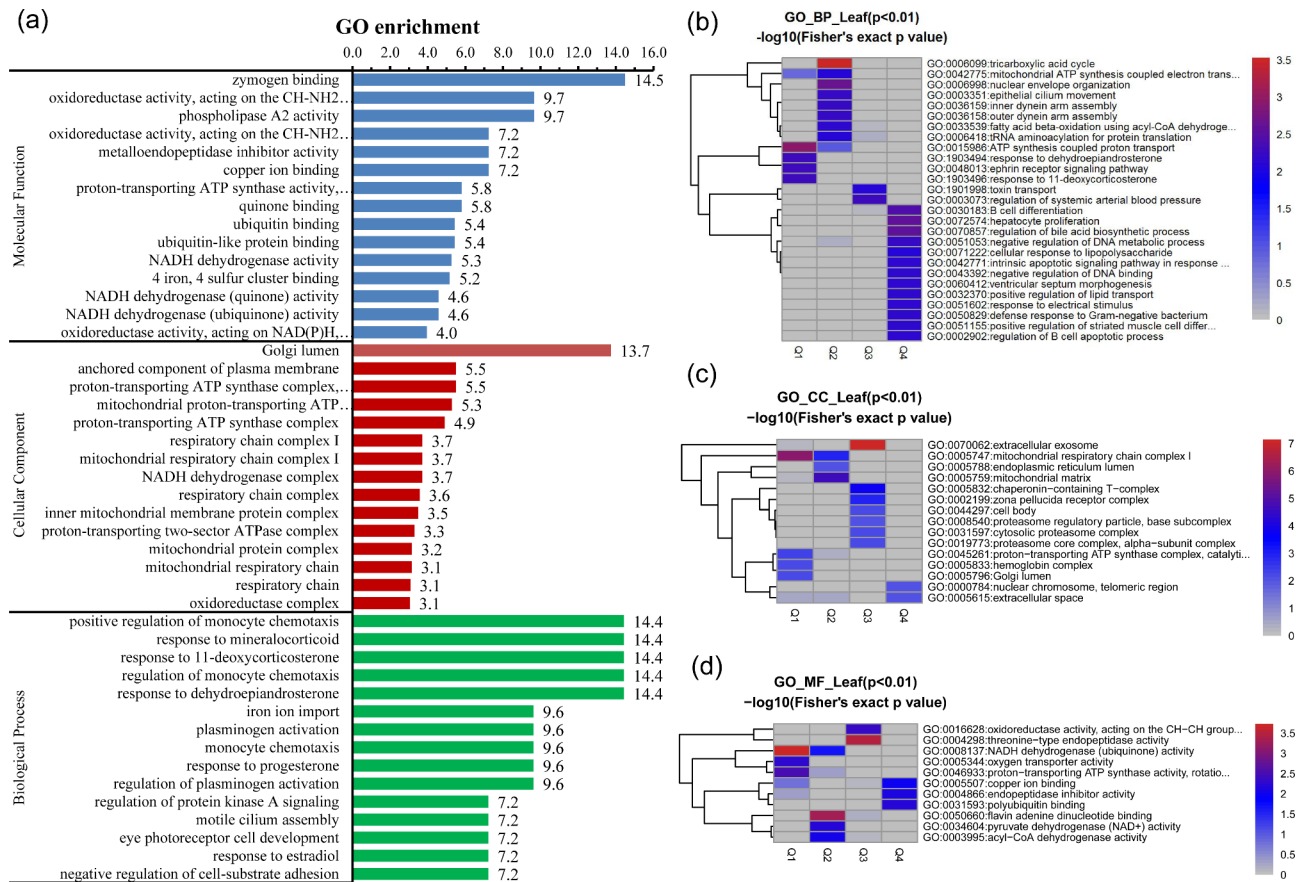 (a)
GO enrichment
0.0 2.0 4.0 6.0 8.0 10.0 12.0 14.0 16.0
Molecular Function
zymogen binding 14.5
oxidoreductase activity, acting on the CH-NH2… 9.7
phospholipase A2 activity 9.7
oxidoreductase activity, acting on the CH-NH2… 7.2
metalloendopeptidase inhibitor activity 7.2
copper ion binding 7.2
proton-transporting ATP synthase activity,… 5.8
quinone binding 5.8
ubiquitin binding 5.4
ubiquitin-like protein binding 5.4
NADH dehydrogenase activity 5.3
4 iron, 4 sulfur cluster binding 5.2
NADH dehydrogenase (quinone) activity 4.6
NADH dehydrogenase (ubiquinone) activity 4.6
oxidoreductase activity, acting on NAD(P)H,… 4.0
Cellular Component
Golgi lumen 13.7
anchored component of plasma membrane 5.5
proton-transporting ATP synthase complex,… 5.5
mitochondrial proton-transporting ATP… 5.3
proton-transporting ATP synthase complex 4.9
respiratory chain complex I 3.7
mitochondrial respiratory chain complex I 3.7
NADH dehydrogenase complex 3.7
respiratory chain complex 3.6
inner mitochondrial membrane protein complex 3.5
proton-transporting two-sector ATPase complex 3.3
mitochondrial protein complex 3.2
mitochondrial respiratory chain 3.1
respiratory chain 3.1
oxidoreductase complex 3.1
Biological Process
positive regulation of monocyte chemotaxis 14.4
response to mineralocorticoid 14.4
response to 11-deoxycorticosterone 14.4
regulation of monocyte chemotaxis 14.4
response to dehydroepiandrosterone 14.4
iron ion import 9.6
plasminogen activation 9.6
monocyte chemotaxis 9.6
response to progesterone 9.6
regulation of plasminogen activation 9.6
regulation of protein kinase A signaling 7.2
motile cilium assembly 7.2
eye photoreceptor cell development 7.2
response to estradiol 7.2
negative regulation of cell-substrate adhesion 7.2
(b)
GO_BP_Leaf(p<0.01)
-log10(Fisher's exact p value)
GO:0006099:tricarboxylic acid cycle
GO:0042775:mitochondrial ATP synthesis coupled electron trans...
GO:0006998:nuclear envelope organization
GO:0003351:epithelial cilium movement
GO:0036159:inner dynein arm assembly
GO:0036158:outer dynein arm assembly
GO:0033539:fatty acid beta-oxidation using acyl-CoA dehydroge...
GO:0006418:tRNA aminoacylation for protein translation
GO:0015986:ATP synthesis coupled proton transport
GO:1903494:response to dehydroepiandrosterone
GO:0048013:ephrin receptor signaling pathway
GO:1903496:response to 11-deoxycorticosterone
GO:1901998:toxin transport
GO:0003073:regulation of systemic arterial blood pressure
GO:0030183:B cell differentiation
GO:0072574:hepatocyte proliferation
GO:0070857:regulation of bile acid biosynthetic process
GO:0051053:negative regulation of DNA metabolic process
GO:0071222:cellular response to lipopolysaccharide
GO:0042771:intrinsic apoptotic signaling pathway in response ...
GO:0043392:negative regulation of DNA binding
GO:0060412:ventricular septum morphogenesis
GO:0032370:positive regulation of lipid transport
GO:0051602:response to electrical stimulus
GO:0050829:defense response to Gram-negative bacterium
GO:0051155:positive regulation of striated muscle cell differ...
GO:0002902:regulation of B cell apoptotic process
Q1 Q2 Q3 Q4
3.5
3
2.5
2
1.5
1
0.5
0
(c)
GO_CC_Leaf(p<0.01)
−log10(Fisher's exact p value)
GO:0070062:extracellular exosome
GO:0005747:mitochondrial respiratory chain complex I
GO:0005788:endoplasmic reticulum lumen
GO:0005759:mitochondrial matrix
GO:0005832:chaperonin−containing T−complex
GO:0002199:zona pellucida receptor complex
GO:0044297:cell body
GO:0008540:proteasome regulatory particle, base subcomplex
GO:0031597:cytosolic proteasome complex
GO:0019773:proteasome core complex, alpha−subunit complex
GO:0045261:proton−transporting ATP synthase complex, catalyti...
GO:0005833:hemoglobin complex
GO:0005796:Golgi lumen
GO:0000784:nuclear chromosome, telomeric region
GO:0005615:extracellular space
Q1 Q2 Q3 Q4
7
6
5
4
3
2
1
0
(d)
GO_MF_Leaf(p<0.01)
−log10(Fisher's exact p value)
GO:0016628:oxidoreductase activity, acting on the CH−CH group...
GO:0004298:threonine−type endopeptidase activity
GO:0008137:NADH dehydrogenase (ubiquinone) activity
GO:0005344:oxygen transporter activity
GO:0046933:proton−transporting ATP synthase activity, rotatio...
GO:0005507:copper ion binding
GO:0004866:endopeptidase inhibitor activity
GO:0031593:polyubiquitin binding
GO:0050660:flavin adenine dinucleotide binding
GO:0034604:pyruvate dehydrogenase (NAD+) activity
GO:0003995:acyl−CoA dehydrogenase activity
Q1 Q2 Q3 Q4
3.5
3
2.5
2
1.5
1
0.5
0